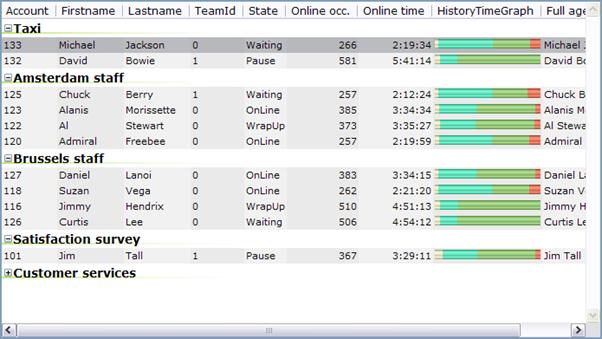 Account Firstname Lastname TeamId State Online occ. Online time HistoryTimeGraph Full age
Taxi
133 Michael Jackson 0 Waiting 266 2:19:34 Michael J
132 David Bowie 1 Pause 581 5:41:14 David Bo
Amsterdam staff
125 Chuck Berry 1 Waiting 257 2:12:24 Chuck B
123 Alanis Morissette 0 OnLine 385 3:34:34 Alanis M
122 Al Stewart 0 WrapUp 373 3:35:27 Al Stewa
120 Admiral Freebee 0 OnLine 257 2:19:59 Admiral
Brussels staff
127 Daniel Lanoi 0 OnLine 383 3:34:15 Daniel La
118 Suzan Vega 0 OnLine 262 2:21:20 Suzan V
116 Jimmy Hendrix 0 WrapUp 510 4:51:13 Jimmy H
126 Curtis Lee 0 Waiting 506 4:54:12 Curtis Le
Satisfaction survey
101 Jim Tall 1 Pause 367 3:29:11 Jim Tall
Customer services